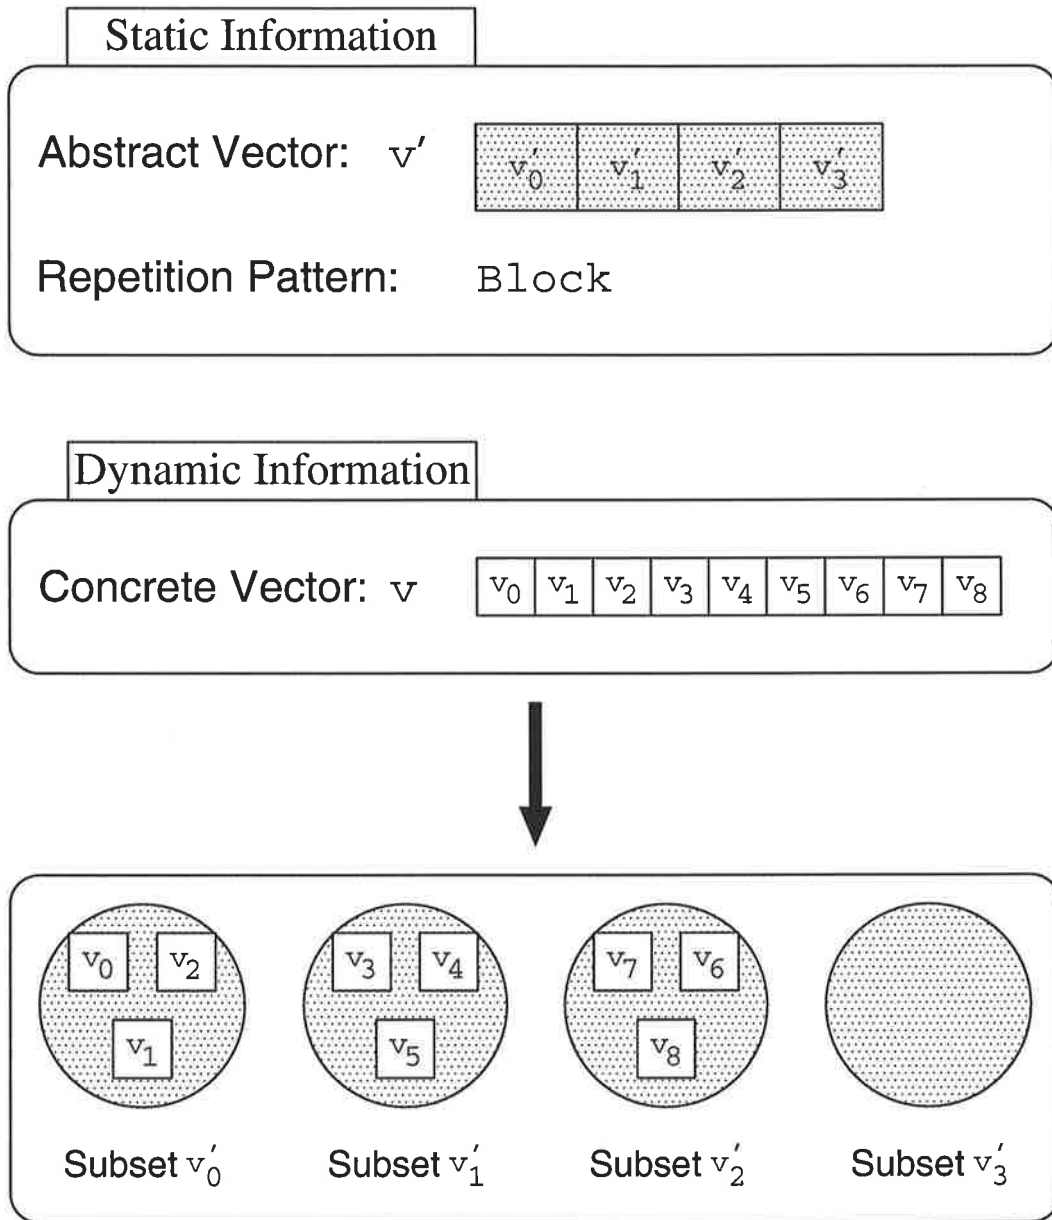 Static Information
Abstract Vector: v'
v'0 v'1 v'2 v'3
Repetition Pattern: Block
Dynamic Information
Concrete Vector: v
v0 v1 v2 v3 v4 v5 v6 v7 v8
v0 v2 v3 v4 v7 v6
v1 v5 v8
Subset v'0 Subset v'1 Subset v'2 Subset v'3